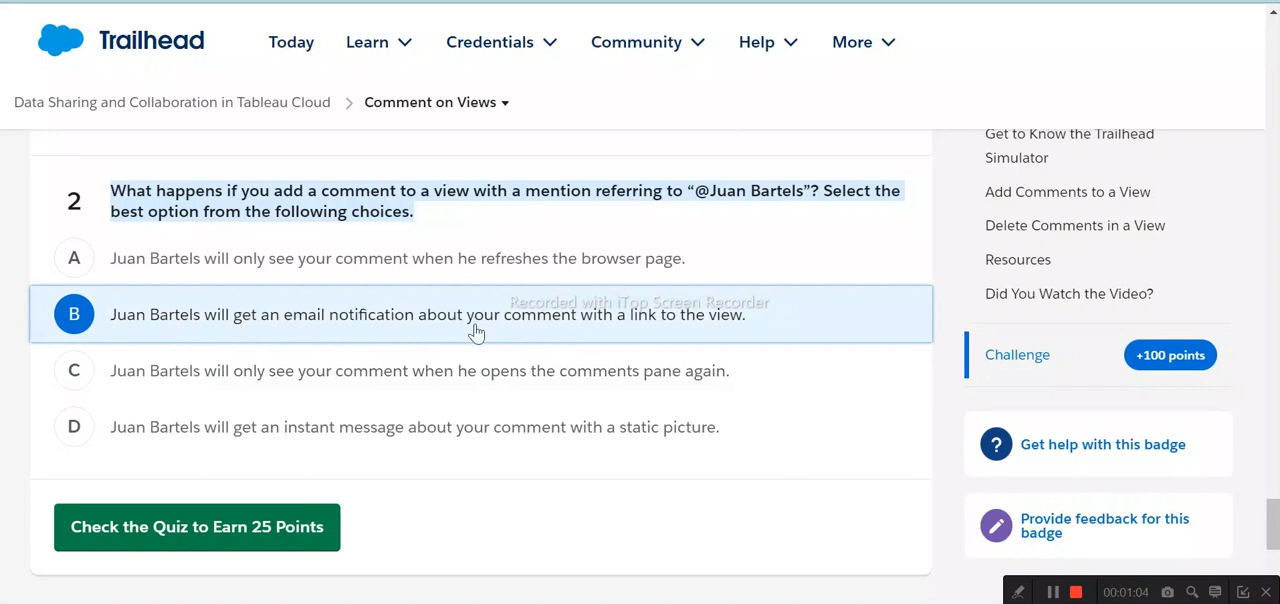 Trailhead
Today
Learn
Credentials
Community
Help
More
Data Sharing and Collaboration in Tableau Cloud
Comment on Views
2
What happens if you add a comment to a view with a mention referring to “@Juan Bartels”? Select the
best option from the following choices.
A
Juan Bartels will only see your comment when he refreshes the browser page.
Recorded with iTop Screen Recorder
B
Juan Bartels will get an email notification about your comment with a link to the view.
C
Juan Bartels will only see your comment when he opens the comments pane again.
D
Juan Bartels will get an instant message about your comment with a static picture.
Check the Quiz to Earn 25 Points
Get to Know the Trailhead
Simulator
Add Comments to a View
Delete Comments in a View
Resources
Did You Watch the Video?
Challenge
+100 points
?
Get help with this badge
Provide feedback for this
badge
00:01:04